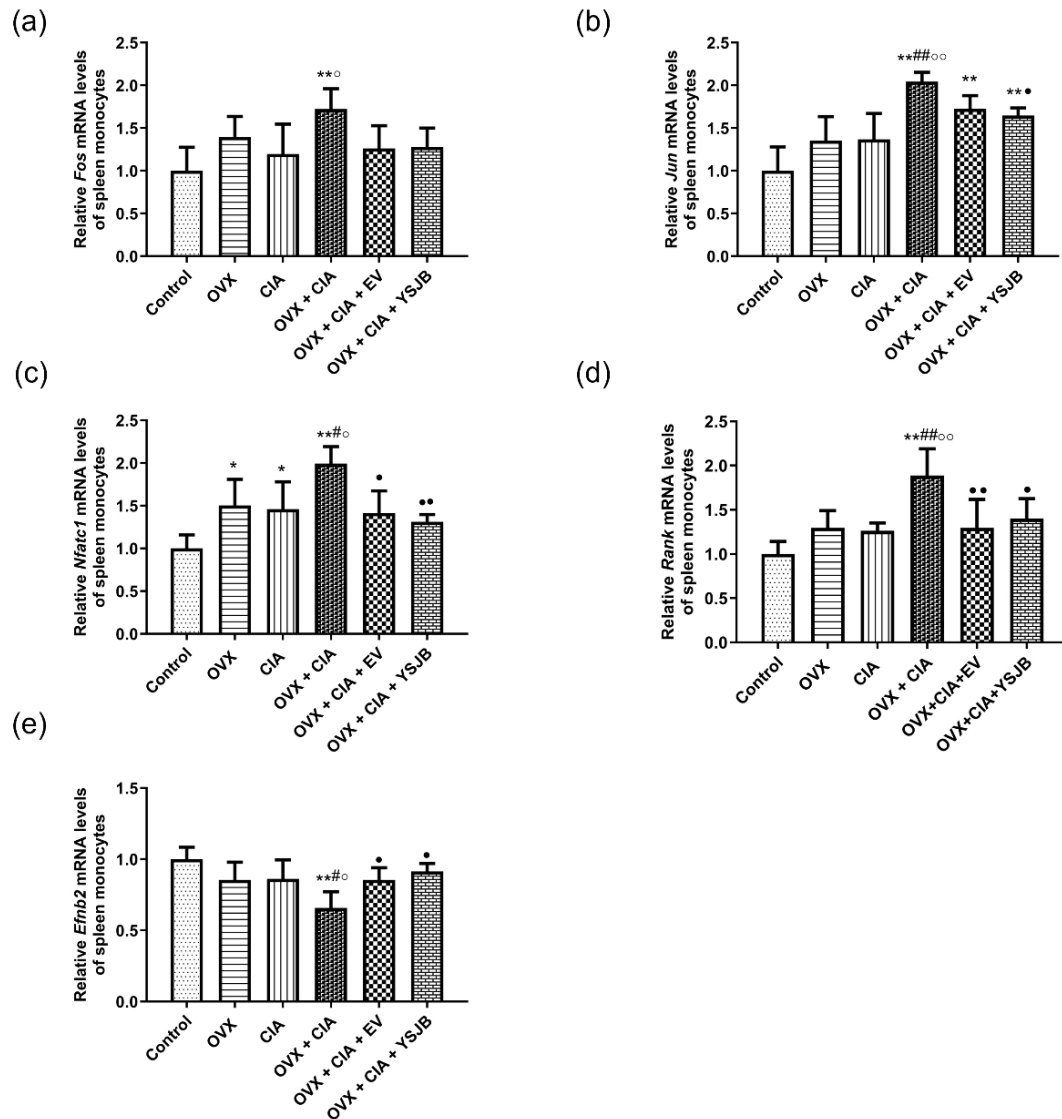 (a)
Relative Fos mRNA levels
of spleen monocytes
2.5
2.0
1.5
1.0
0.5
0.0
**○
Control
OVX
CIA
OVX + CIA
OVX + CIA + EV
OVX + CIA + YSJB
(b)
Relative Jun mRNA levels
of spleen monocytes
2.5
2.0
1.5
1.0
0.5
0.0
**##○○
**
**●
Control
OVX
CIA
OVX + CIA
OVX + CIA + EV
OVX + CIA + YSJB
(c)
Relative Nfatc1 mRNA levels
of spleen monocytes
2.5
2.0
1.5
1.0
0.5
0.0
*
*
**#○
●
●●
Control
OVX
CIA
OVX + CIA
OVX + CIA + EV
OVX + CIA + YSJB
(d)
Relative Rank mRNA levels
of spleen monocytes
2.5
2.0
1.5
1.0
0.5
0.0
**##○○
●●
●
Control
OVX
CIA
OVX + CIA
OVX+CIA+EV
OVX+CIA+YSJB
(e)
Relative Efnb2 mRNA levels
of spleen monocytes
1.5
1.0
0.5
0.0
**#○
●
●
Control
OVX
CIA
OVX + CIA
OVX + CIA + EV
OVX + CIA + YSJB